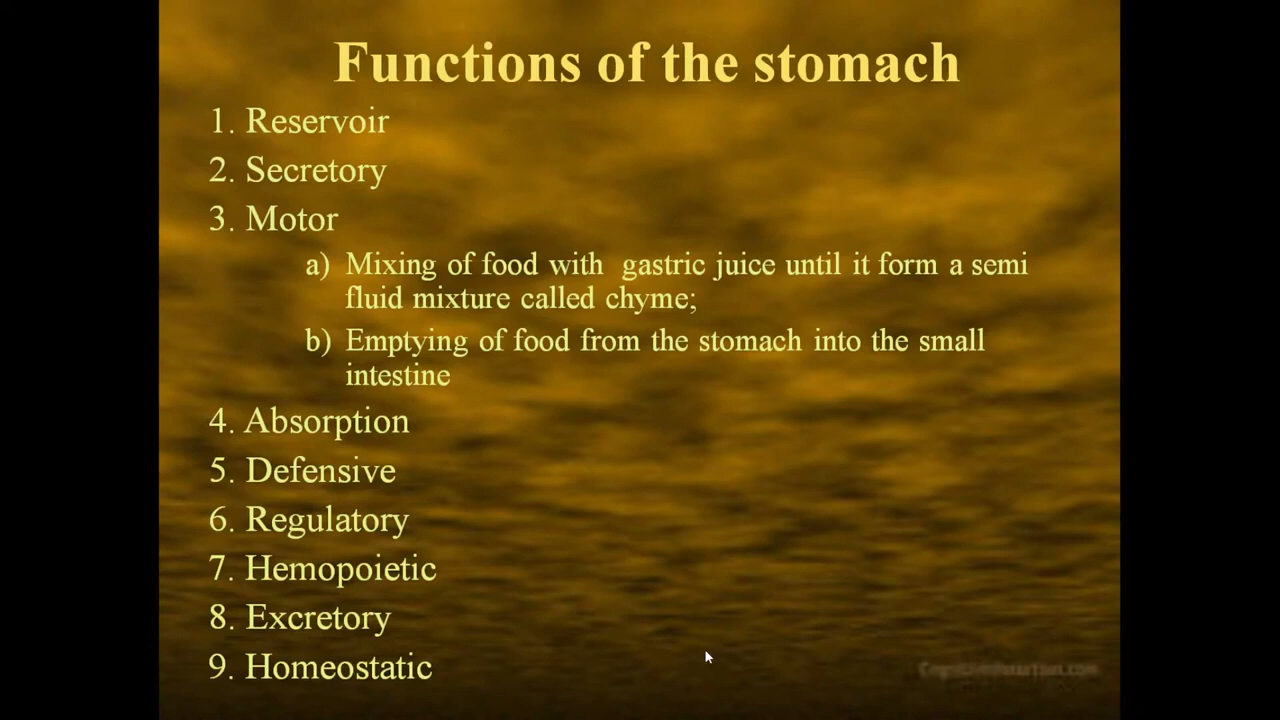 Functions of the stomach
1. Reservoir
2. Secretory
3. Motor
a) Mixing of food with gastric juice until it form a semi
fluid mixture called chyme;
b) Emptying of food from the stomach into the small
intestine
4. Absorption
5. Defensive
6. Regulatory
7. Hemopoietic
8. Excretory
9. Homeostatic